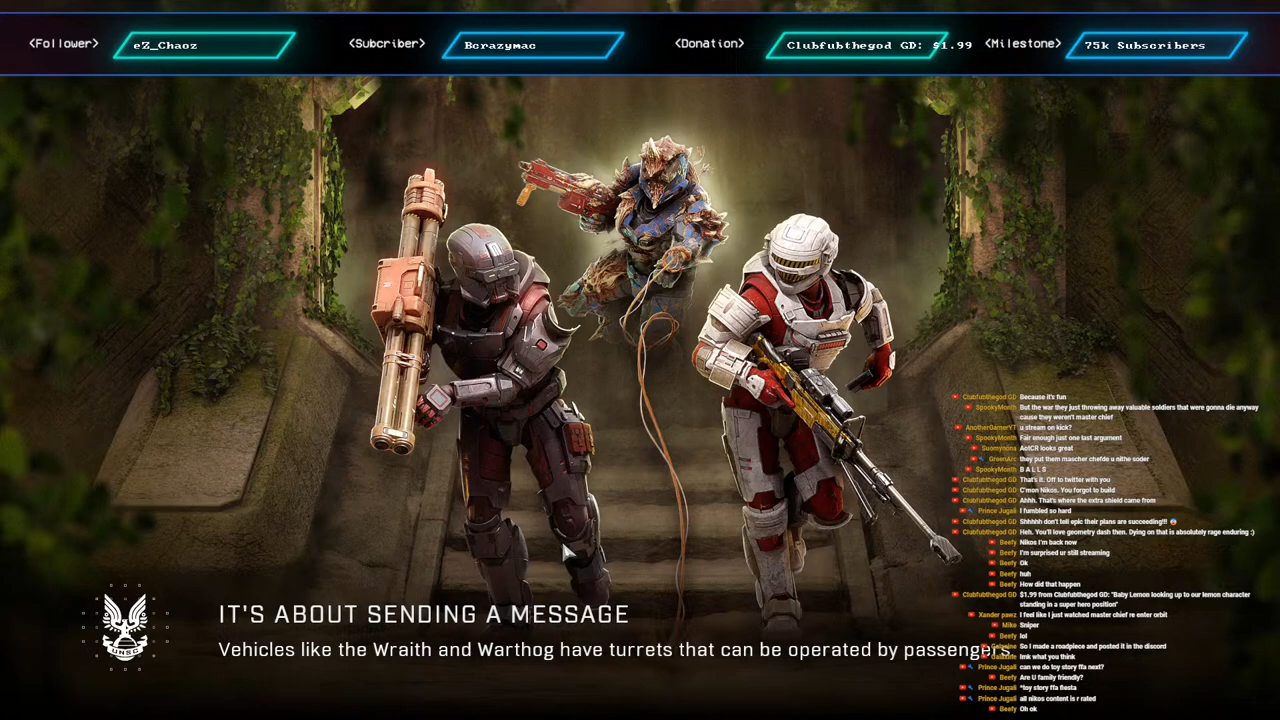 <Follower> eZ_Chaoz <Subcriber> Bcrazymac <Donation> Clubfubthegod GD: $1.99 <Milestone> 75k Subscribers
Clubfubthegod GD Because it's fun
SpookyMonth But the war they just throwing away valuable soldiers that were gonna die anyway
cause they weren't master chief
AnotherGamerYT u stream on kick?
SpookyMonth Fair enough just one last argument
Suomynona AotCR looks great
GreenArc they put them mascher chefde u nithe soder
SpookyMonth B A L L S
Clubfubthegod GD That's it. Off to twitter with you
Clubfubthegod GD C'mon Nikos. You forgot to build
Clubfubthegod GD Ahhh. That's where the extra shield came from
Prince Jugali I fumbled so hard
Clubfubthegod GD Shhhhh don't tell epic their plans are succeeding!!!
Clubfubthegod GD Heh. You'll love geometry dash then. Dying on that is absolutely rage enduring :)
Beefy Nikos I'm back now
Beefy I'm surprised ur still streaming
Beefy Ok
Beefy huh
Beefy How did that happen
Clubfubthegod GD $1.99 from Clubfubthegod GD: "Baby Lemon looking up to our lemon character
standing in a super hero position"
Xander pawz I feel like I just watched master chief re enter orbit
Mike Sniper
Beefy lol
So I made a roadpiece and posted it in the discord
lmk what you think
Prince Jugali can we do toy story ffa next?
Beefy Are U family friendly?
Prince Jugali *toy story ffa fiesta
Prince Jugali all nikos content is r rated
Beefy Oh ok
UNSC
IT'S ABOUT SENDING A MESSAGE
Vehicles like the Wraith and Warthog have turrets that can be operated by passengers.